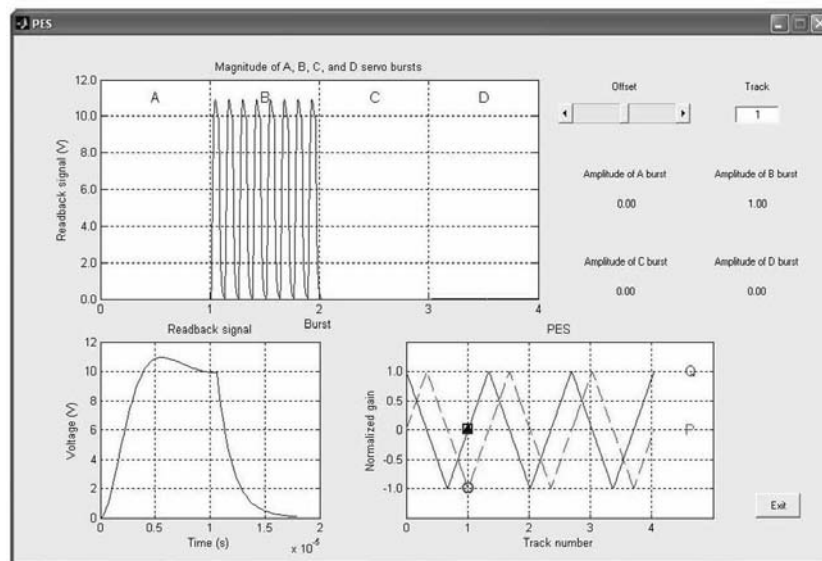 PES
Magnitude of A, B, C, and D servo bursts
12.0
10.0
8.0
6.0
4.0
2.0
0.0
Readback signal (V)
A B C D
0 1 2 3 4
Burst
Offset
Track
1
Amplitude of A burst
0.00
Amplitude of B burst
1.00
Amplitude of C burst
0.00
Amplitude of D burst
0.00
Readback signal
12
10
8
6
4
2
0
Voltage (V)
0 0.5 1 1.5 2
Time (s)
x 10-5
PES
1.0
0.5
0
-0.5
-1.0
Normalized gain
Q
P
0 1 2 3 4
Track number
Exit